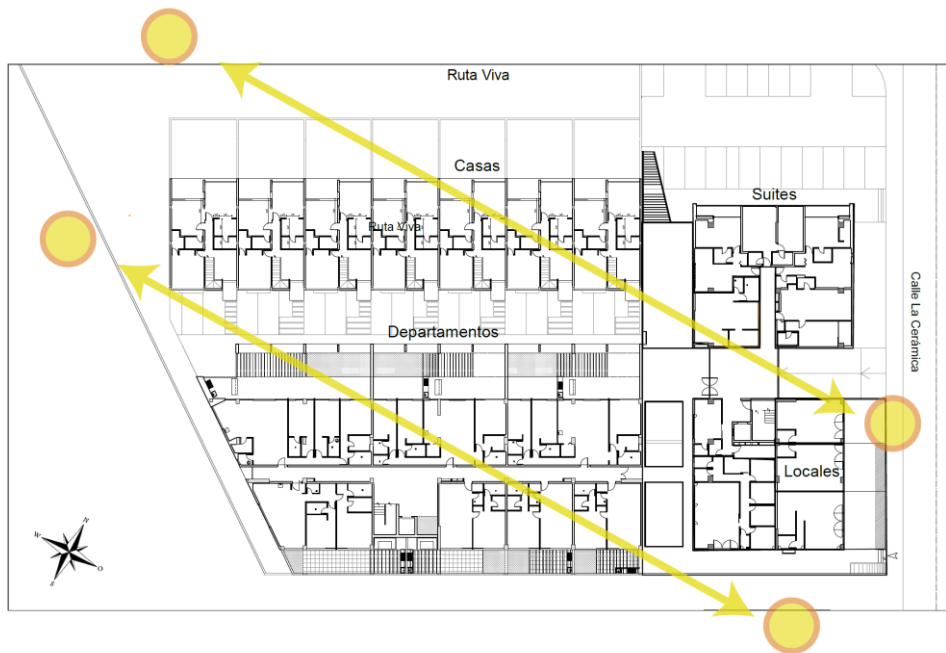 Ruta Viva
Casas
Suites
Ruta Viva
Calle La Cerámica
Departamentos
Locales
N
W
O
S